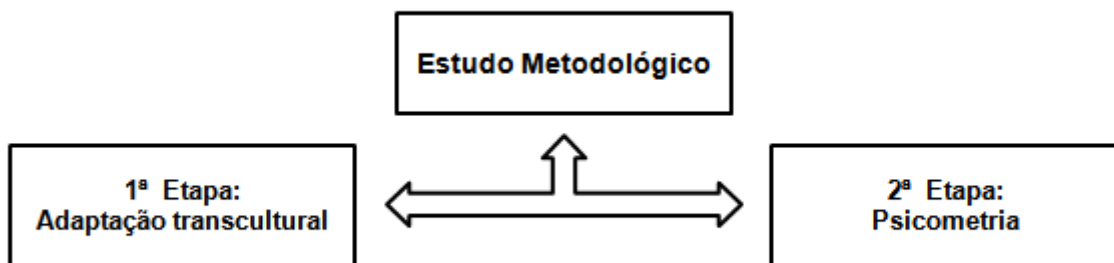 Estudo Metodológico
1ª Etapa:
Adaptação transcultural
2ª Etapa:
Psicometria